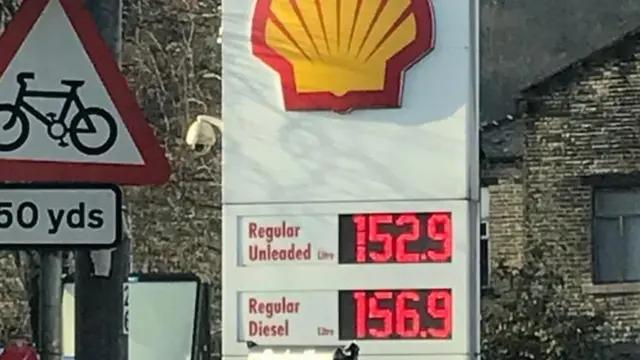 50 yds
Regular
Unleaded Litre 152.9
Regular
Diesel Litre 156.9